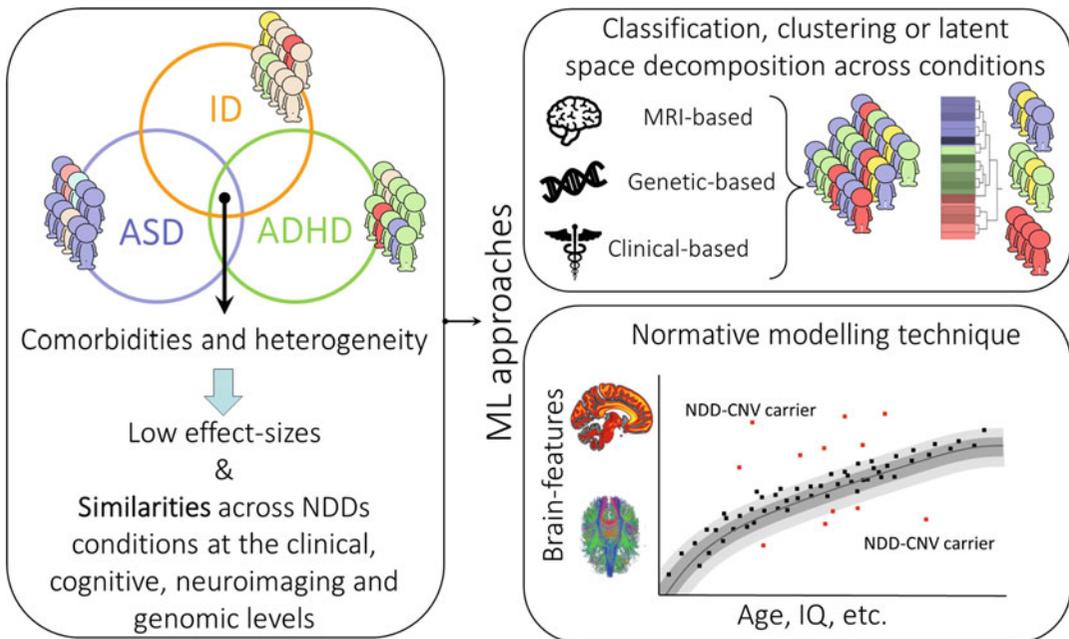 ID
ASD
ADHD
Comorbidities and heterogeneity
Low effect-sizes
&
Similarities across NDDs
conditions at the clinical,
cognitive, neuroimaging and
genomic levels
ML approaches
Classification, clustering or latent
space decomposition across conditions
MRI-based
Genetic-based
Clinical-based
Normative modelling technique
Brain-features
NDD-CNV carrier
NDD-CNV carrier
Age, IQ, etc.